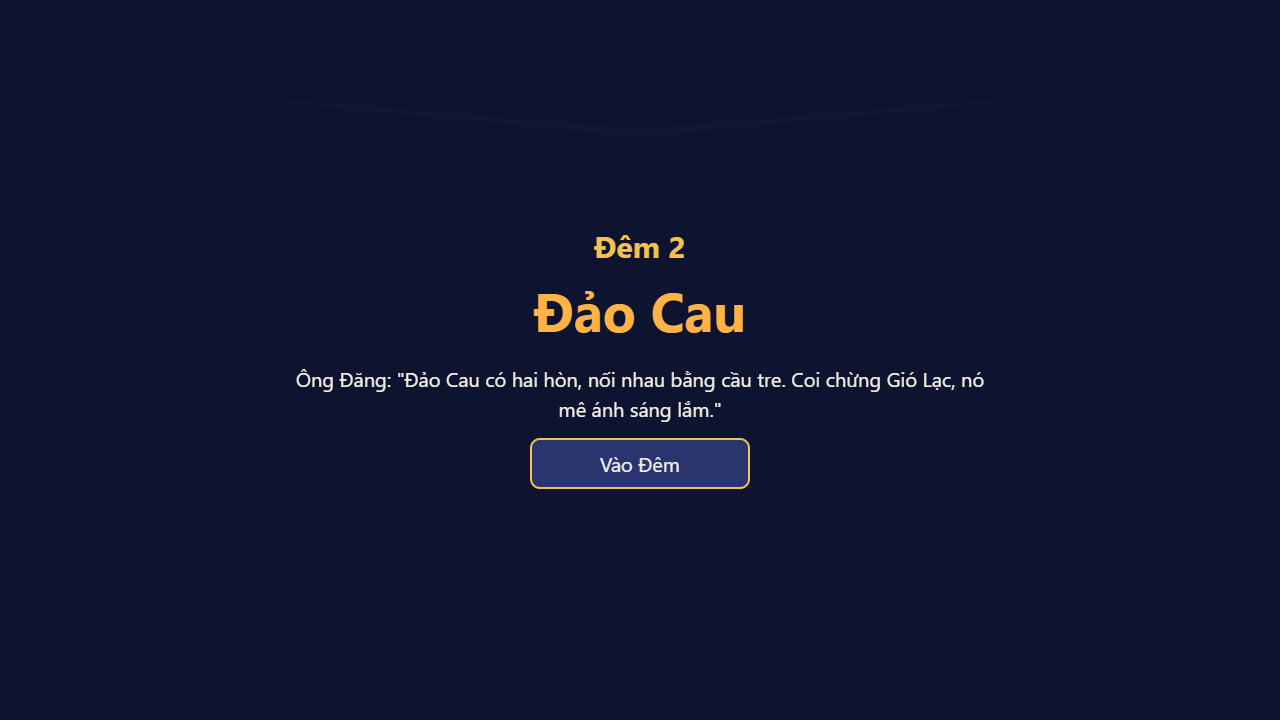 Đêm 2
Đảo Cau
Ông Đăng: "Đảo Cau có hai hòn, nối nhau bằng cầu tre. Coi chừng Gió Lạc, nó
mê ánh sáng lắm."
Vào Đêm